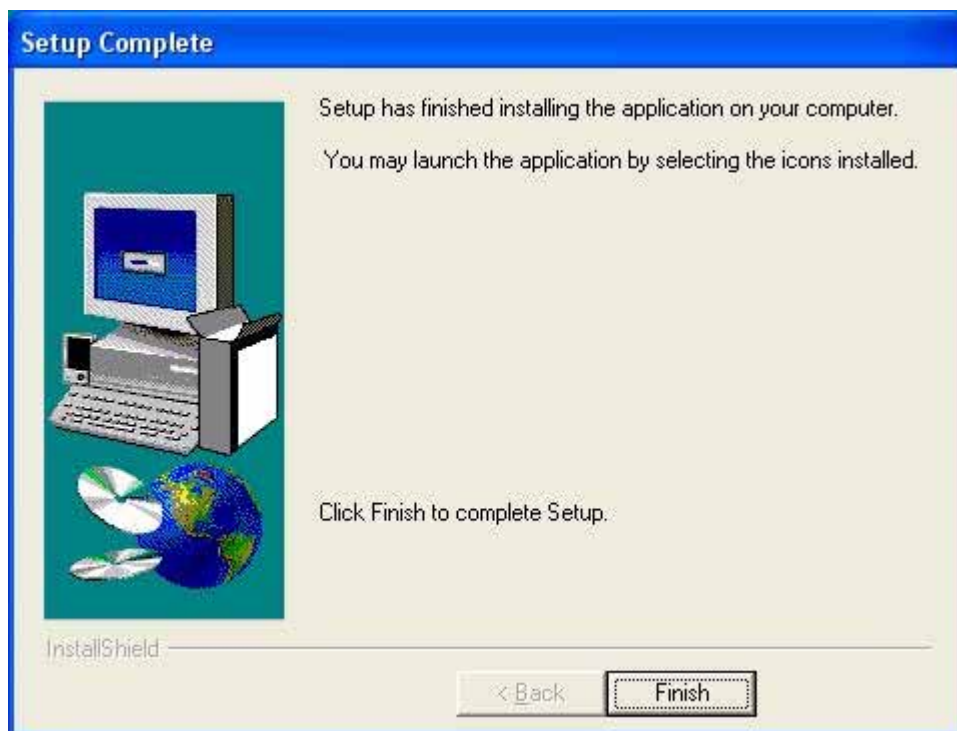 Setup Complete
Setup has finished installing the application on your computer.
You may launch the application by selecting the icons installed.
Click Finish to complete Setup.
InstallShield
< Back
Finish